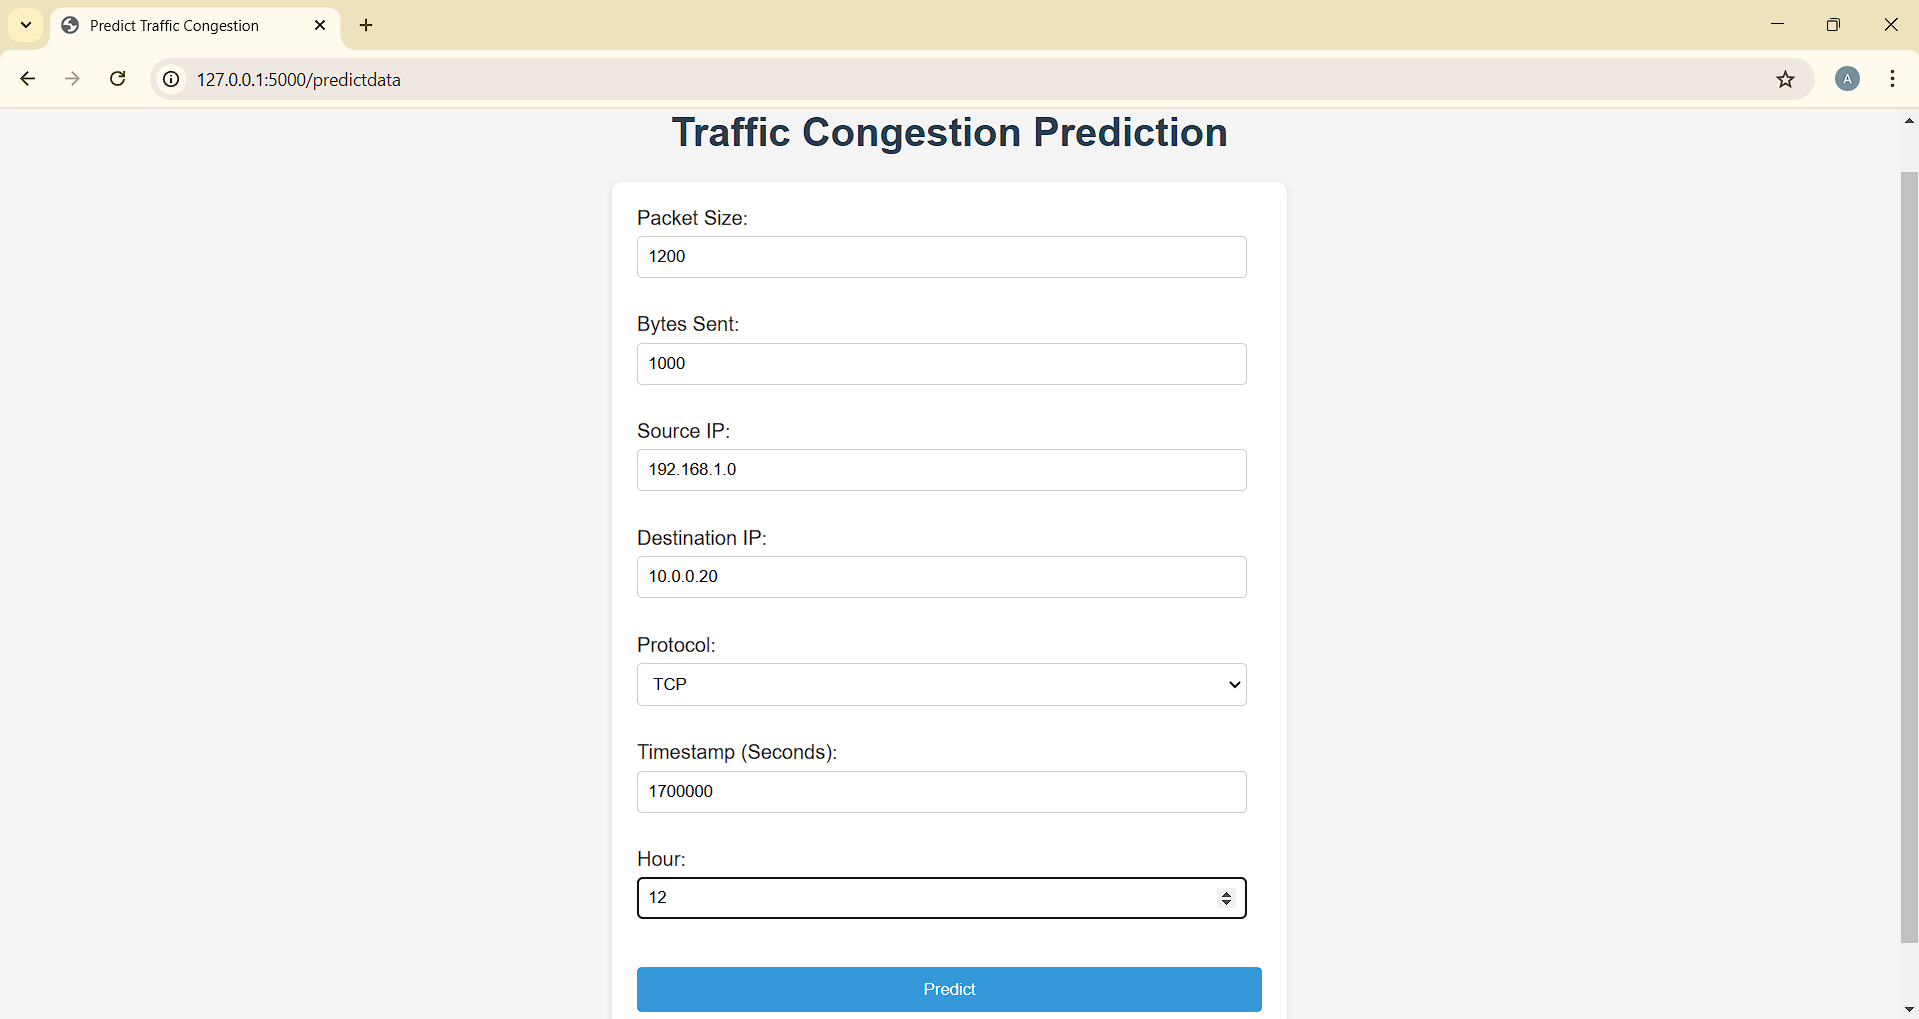 Predict Traffic Congestion
127.0.0.1:5000/predictdata
A
Traffic Congestion Prediction
Packet Size:
1200
Bytes Sent:
1000
Source IP:
192.168.1.0
Destination IP:
10.0.0.20
Protocol:
TCP
Timestamp (Seconds):
1700000
Hour:
12
Predict